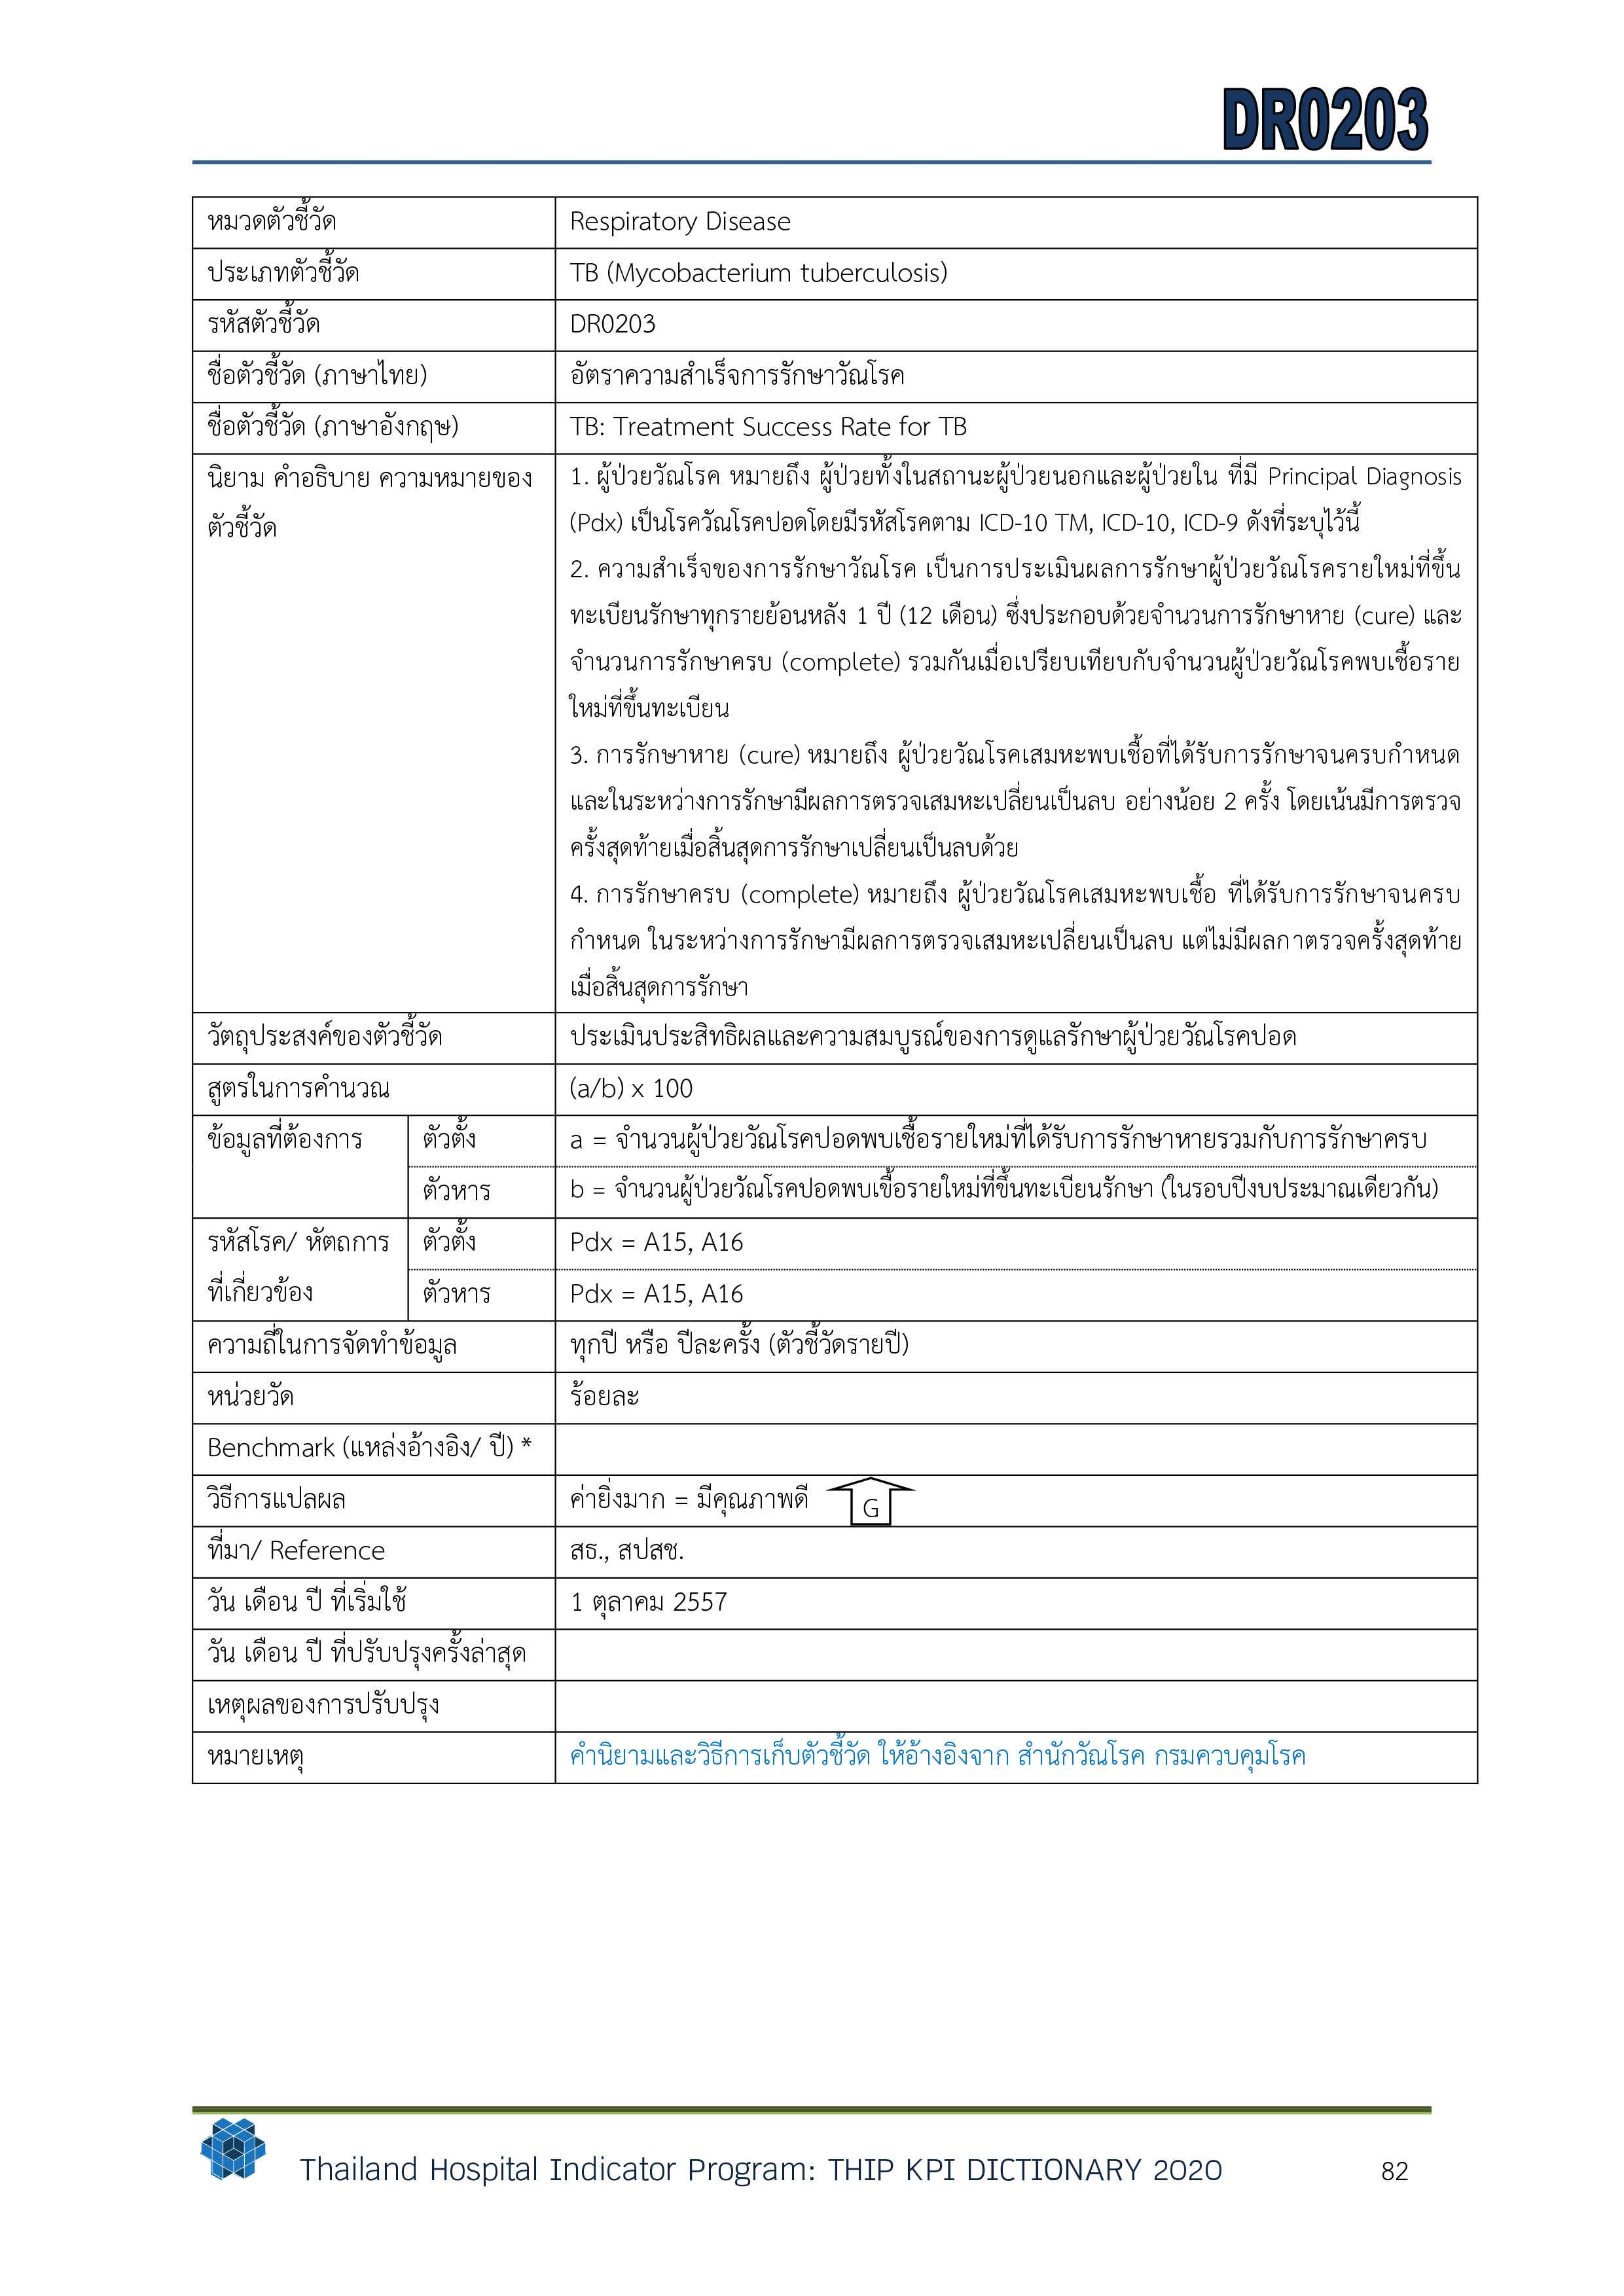 DR0203
หมวดตัวชี้วัด Respiratory Disease
ประเภทตัวชี้วัด TB (Mycobacterium tuberculosis)
รหัสตัวชี้วัด DR0203
ชื่อตัวชี้วัด (ภาษาไทย) อัตราความสำเร็จการรักษาวัณโรค
ชื่อตัวชี้วัด (ภาษาอังกฤษ) TB: Treatment Success Rate for TB
นิยาม คำอธิบาย ความหมายของ
ตัวชี้วัด
1. ผู้ป่วยวัณโรค หมายถึง ผู้ป่วยทั้งในสถานะผู้ป่วยนอกและผู้ป่วยใน ที่มี Principal Diagnosis
(Pdx) เป็นโรควัณโรคปอดโดยมีรหัสโรคตาม ICD-10 TM, ICD-10, ICD-9 ดังที่ระบุไว้นี้
2. ความสำเร็จของการรักษาวัณโรค เป็นการประเมินผลการรักษาผู้ป่วยวัณโรครายใหม่ที่ขึ้น
ทะเบียนรักษาทุกรายย้อนหลัง 1 ปี (12 เดือน) ซึ่งประกอบด้วยจำนวนการรักษาหาย (cure) และ
จำนวนการรักษาครบ (complete) รวมกันเมื่อเปรียบเทียบกับจำนวนผู้ป่วยวัณโรคพบเชื้อราย
ใหม่ที่ขึ้นทะเบียน
3. การรักษาหาย (cure) หมายถึง ผู้ป่วยวัณโรคเสมหะพบเชื้อที่ได้รับการรักษาจนครบกำหนด
และในระหว่างการรักษามีผลการตรวจเสมหะเปลี่ยนเป็นลบ อย่างน้อย 2 ครั้ง โดยเน้นมีการตรวจ
ครั้งสุดท้ายเมื่อสิ้นสุดการรักษาเปลี่ยนเป็นลบด้วย
4. การรักษาครบ (complete) หมายถึง ผู้ป่วยวัณโรคเสมหะพบเชื้อ ที่ได้รับการรักษาจนครบ
กำหนด ในระหว่างการรักษามีผลการตรวจเสมหะเปลี่ยนเป็นลบ แต่ไม่มีผลกาตรวจครั้งสุดท้าย
เมื่อสิ้นสุดการรักษา
วัตถุประสงค์ของตัวชี้วัด ประเมินประสิทธิผลและความสมบูรณ์ของการดูแลรักษาผู้ป่วยวัณโรคปอด
สูตรในการคำนวณ (a/b) x 100
ข้อมูลที่ต้องการ ตัวตั้ง a = จำนวนผู้ป่วยวัณโรคปอดพบเชื้อรายใหม่ที่ได้รับการรักษาหายรวมกับการรักษาครบ
ตัวหาร b = จำนวนผู้ป่วยวัณโรคปอดพบเชื้อรายใหม่ที่ขึ้นทะเบียนรักษา (ในรอบปีงบประมาณเดียวกัน)
รหัสโรค/ หัตถการ ตัวตั้ง Pdx = A15, A16
ที่เกี่ยวข้อง ตัวหาร Pdx = A15, A16
ความถี่ในการจัดทำข้อมูล ทุกปี หรือ ปีละครั้ง (ตัวชี้วัดรายปี)
หน่วยวัด ร้อยละ
Benchmark (แหล่งอ้างอิง/ ปี) *
วิธีการแปลผล ค่ายิ่งมาก = มีคุณภาพดี G
ที่มา/ Reference สธ., สปสช.
วัน เดือน ปี ที่เริ่มใช้ 1 ตุลาคม 2557
วัน เดือน ปี ที่ปรับปรุงครั้งล่าสุด
เหตุผลของการปรับปรุง
หมายเหตุ คำนิยามและวิธีการเก็บตัวชี้วัด ให้อ้างอิงจาก สำนักวัณโรค กรมควบคุมโรค
Thailand Hospital Indicator Program: THIP KPI DICTIONARY 2020 82